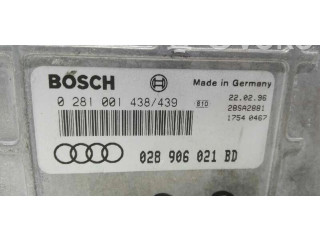 BOSCH
Made in Germany
0 281 001 438/439
22.02.96
28SA2881
1754 0467
028 906 021 BD